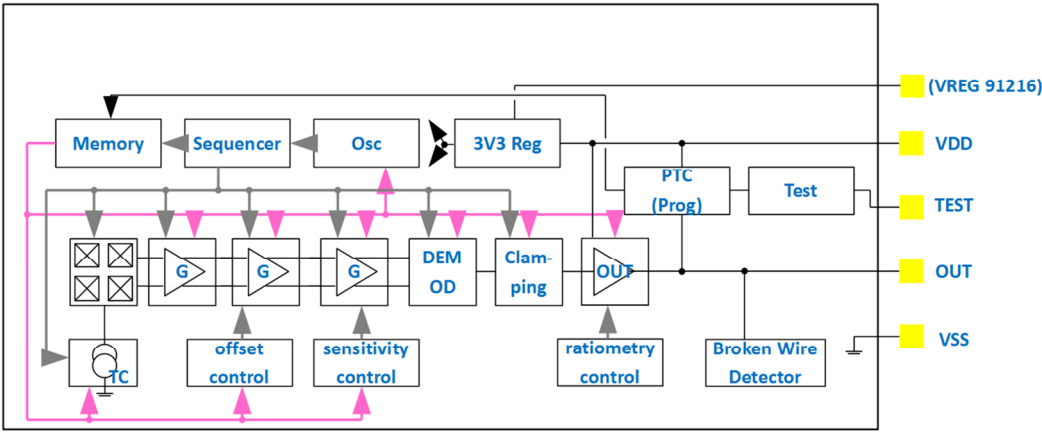 (VREG 91216)
Memory
Sequencer
Osc
3V3 Reg
VDD
PTC
(Prog)
Test
TEST
G
G
G
DEM
OD
Clam-
ping
OUT
OUT
TC
offset
control
sensitivity
control
ratiometry
control
Broken Wire
Detector
VSS